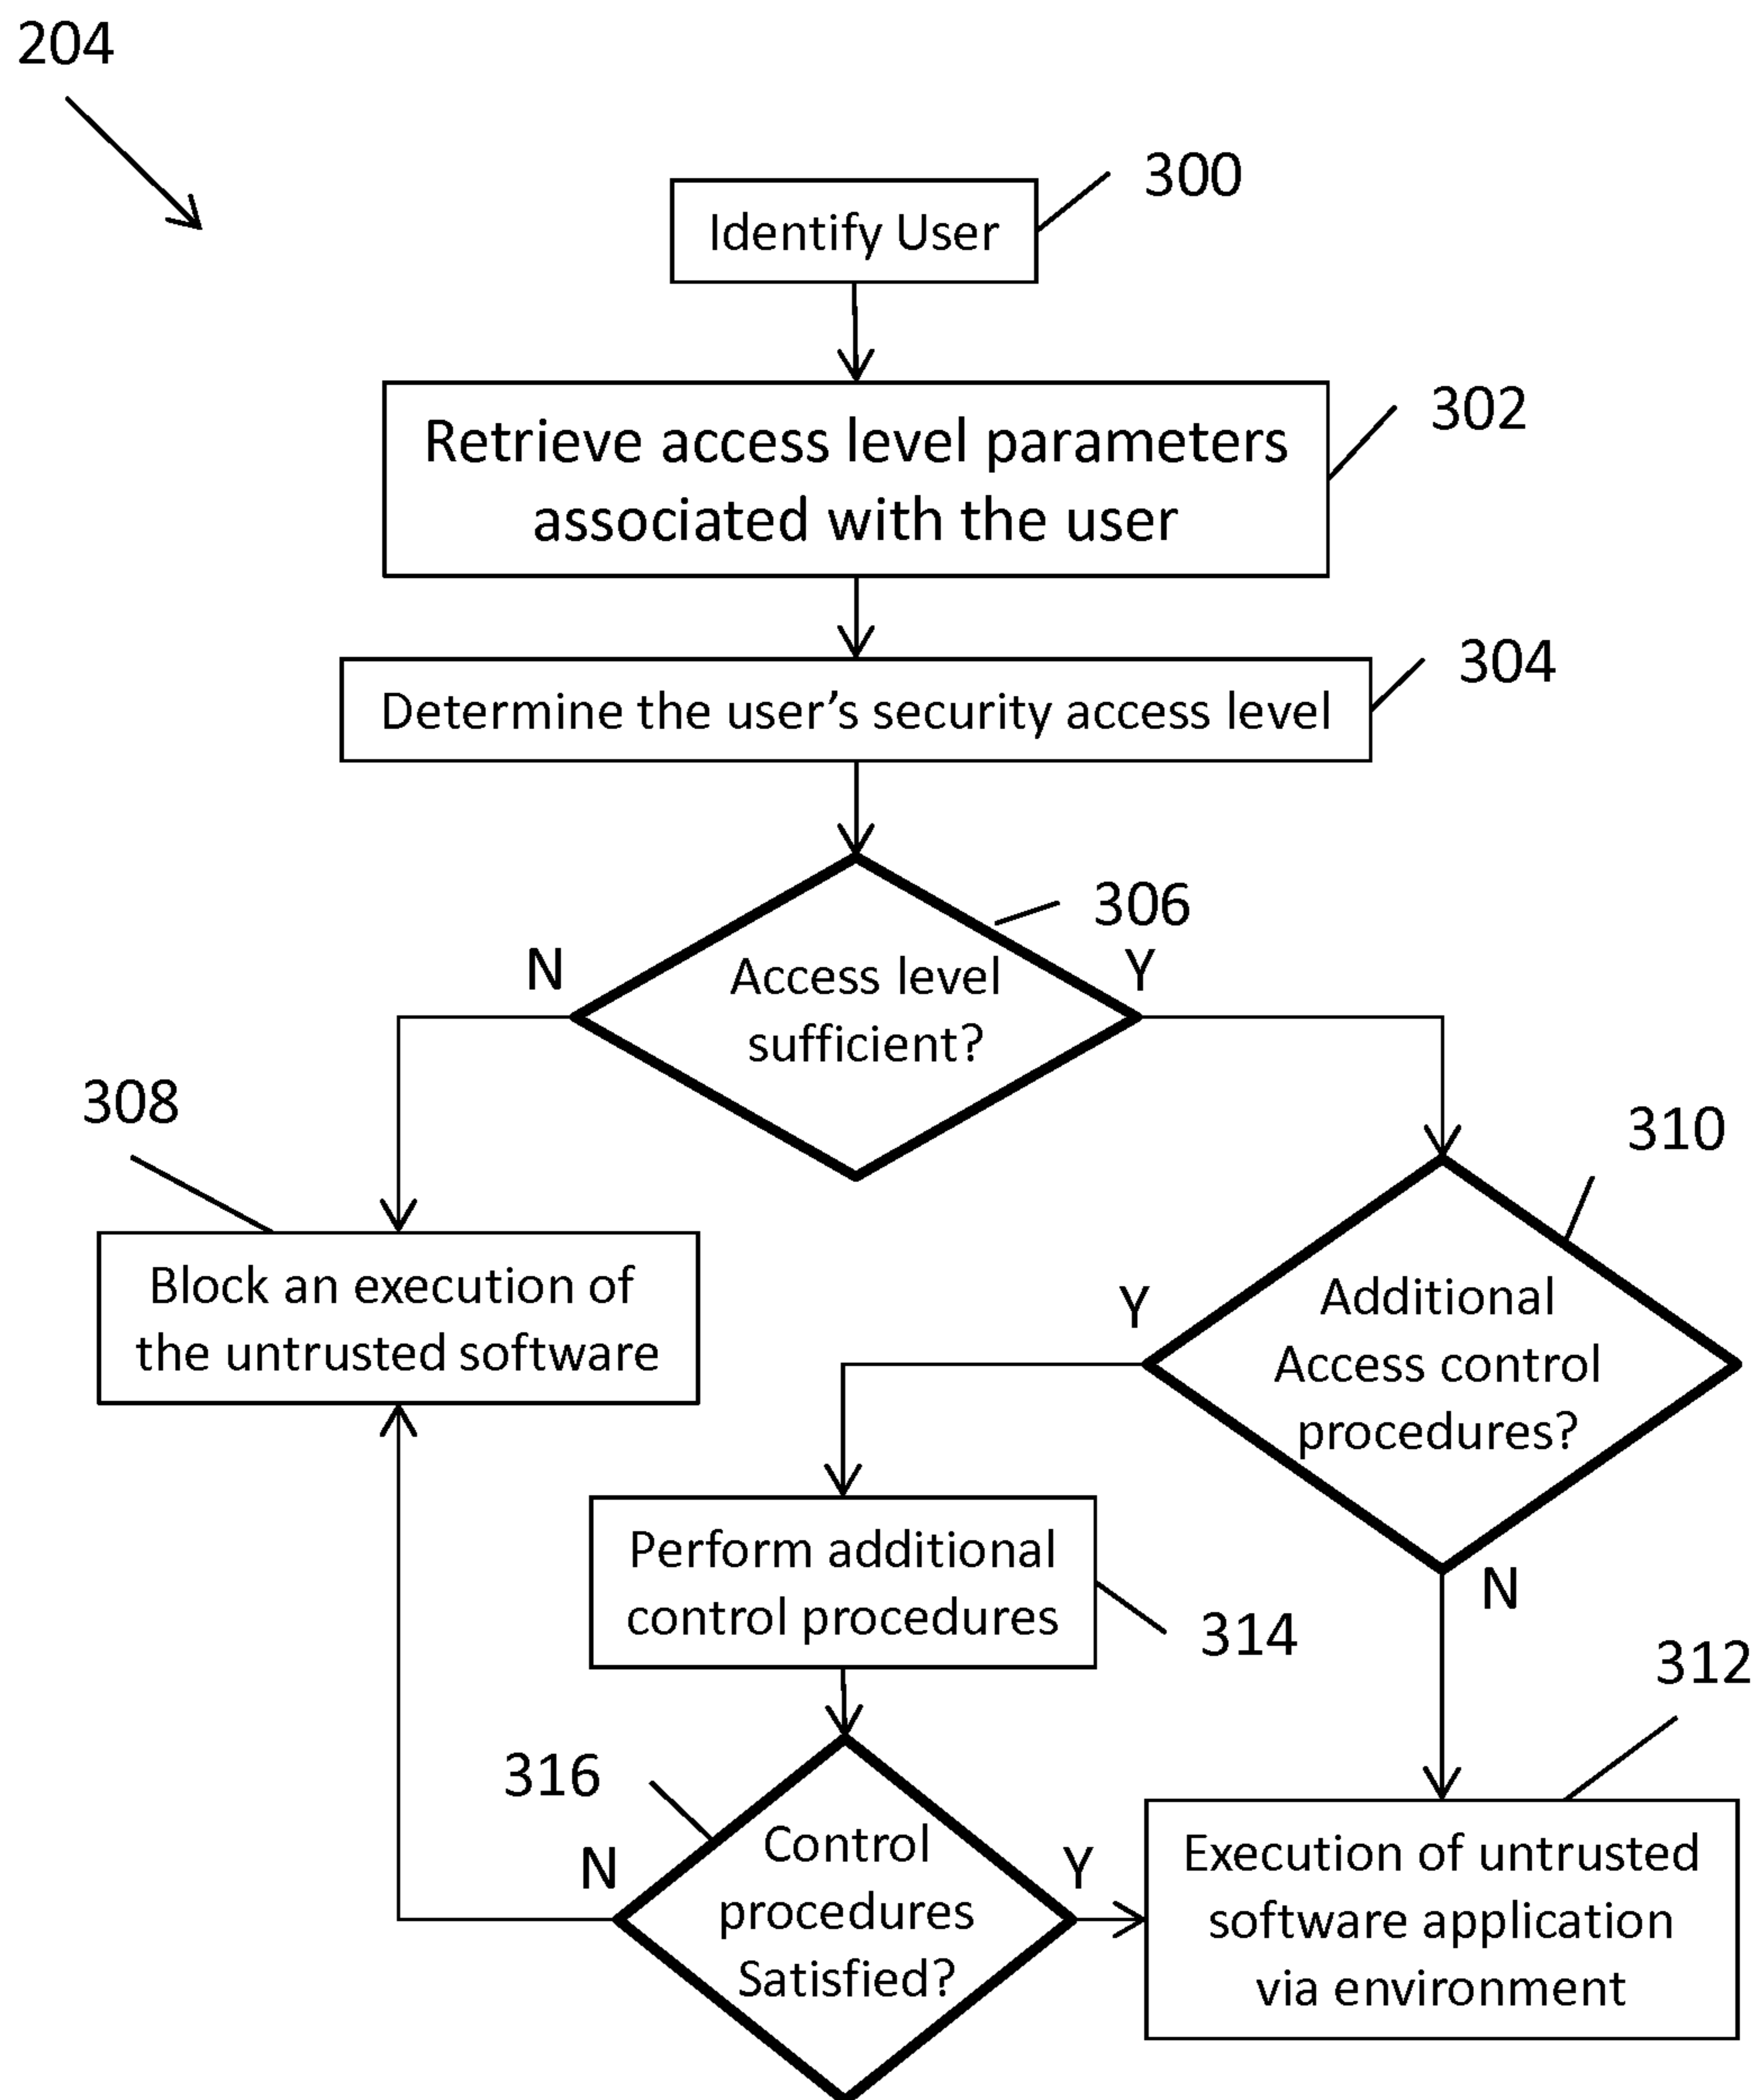 204
300
Identify User
302
Retrieve access level parameters
associated with the user
304
Determine the user’s security access level
306
N
Y
Access level
sufficient?
308
310
Block an execution of
the untrusted software
Y
Additional
Access control
procedures?
N
Perform additional
control procedures
314
312
316
N
Control
procedures
Satisfied?
Y
Execution of untrusted
software application
via environment